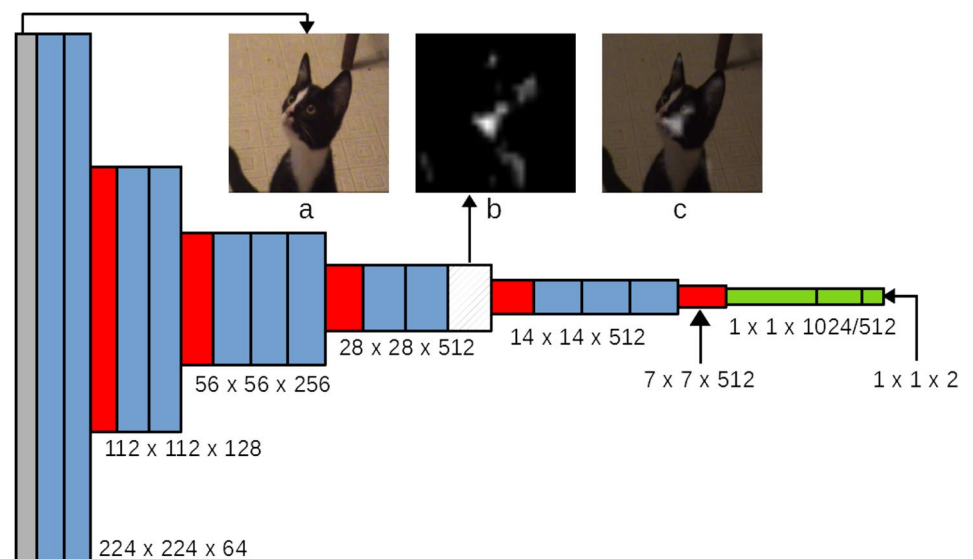 a
b
c
1 x 1 x 1024/512
14 x 14 x 512
28 x 28 x 512
7 x 7 x 512
1 x 1 x 2
56 x 56 x 256
112 x 112 x 128
224 x 224 x 64